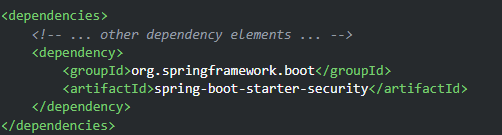 <dependencies>
    <!-- ... other dependency elements ... -->
    <dependency>
        <groupId>org.springframework.boot</groupId>
        <artifactId>spring-boot-starter-security</artifactId>
    </dependency>
</dependencies>